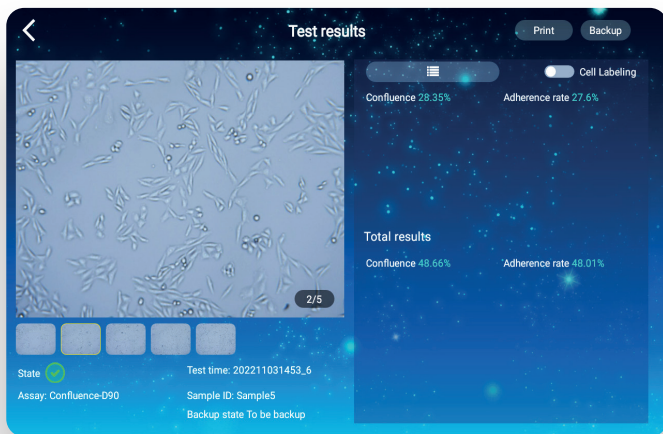 Test results
Print
Backup
Cell Labeling
Confluence 28.35%
Adherence rate 27.6%
Total results
Confluence 48.66%
Adherence rate 48.01%
2/5
State
Test time: 202211031453_6
Assay: Confluence-D90
Sample ID: Sample5
Backup state To be backup